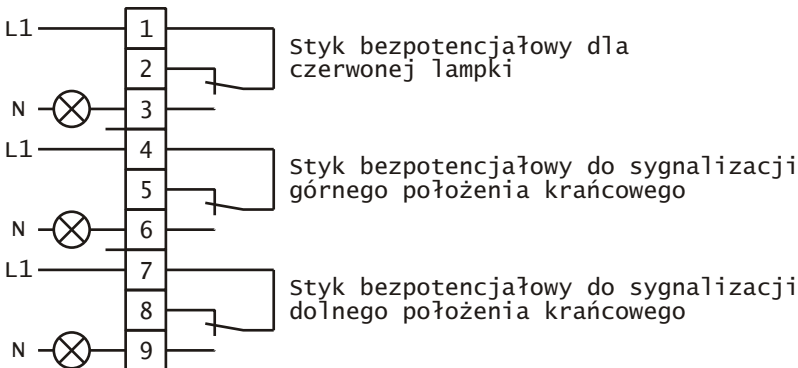 L1 1
Styk bezpotencjałowy dla
2
czerwonej lampki
N 3
L1 4
Styk bezpotencjałowy do sygnalizacji
5
górnego położenia krańcowego
N 6
L1 7
Styk bezpotencjałowy do sygnalizacji
8
dolnego położenia krańcowego
N 9